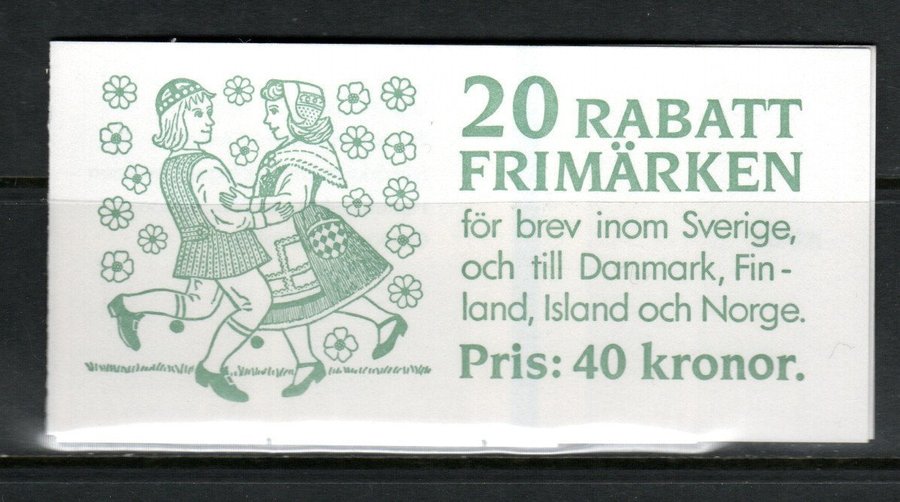 20 RABATT
FRIMÄRKEN
för brev inom Sverige,
och till Danmark, Fin-
land, Island och Norge.
Pris: 40 kronor.